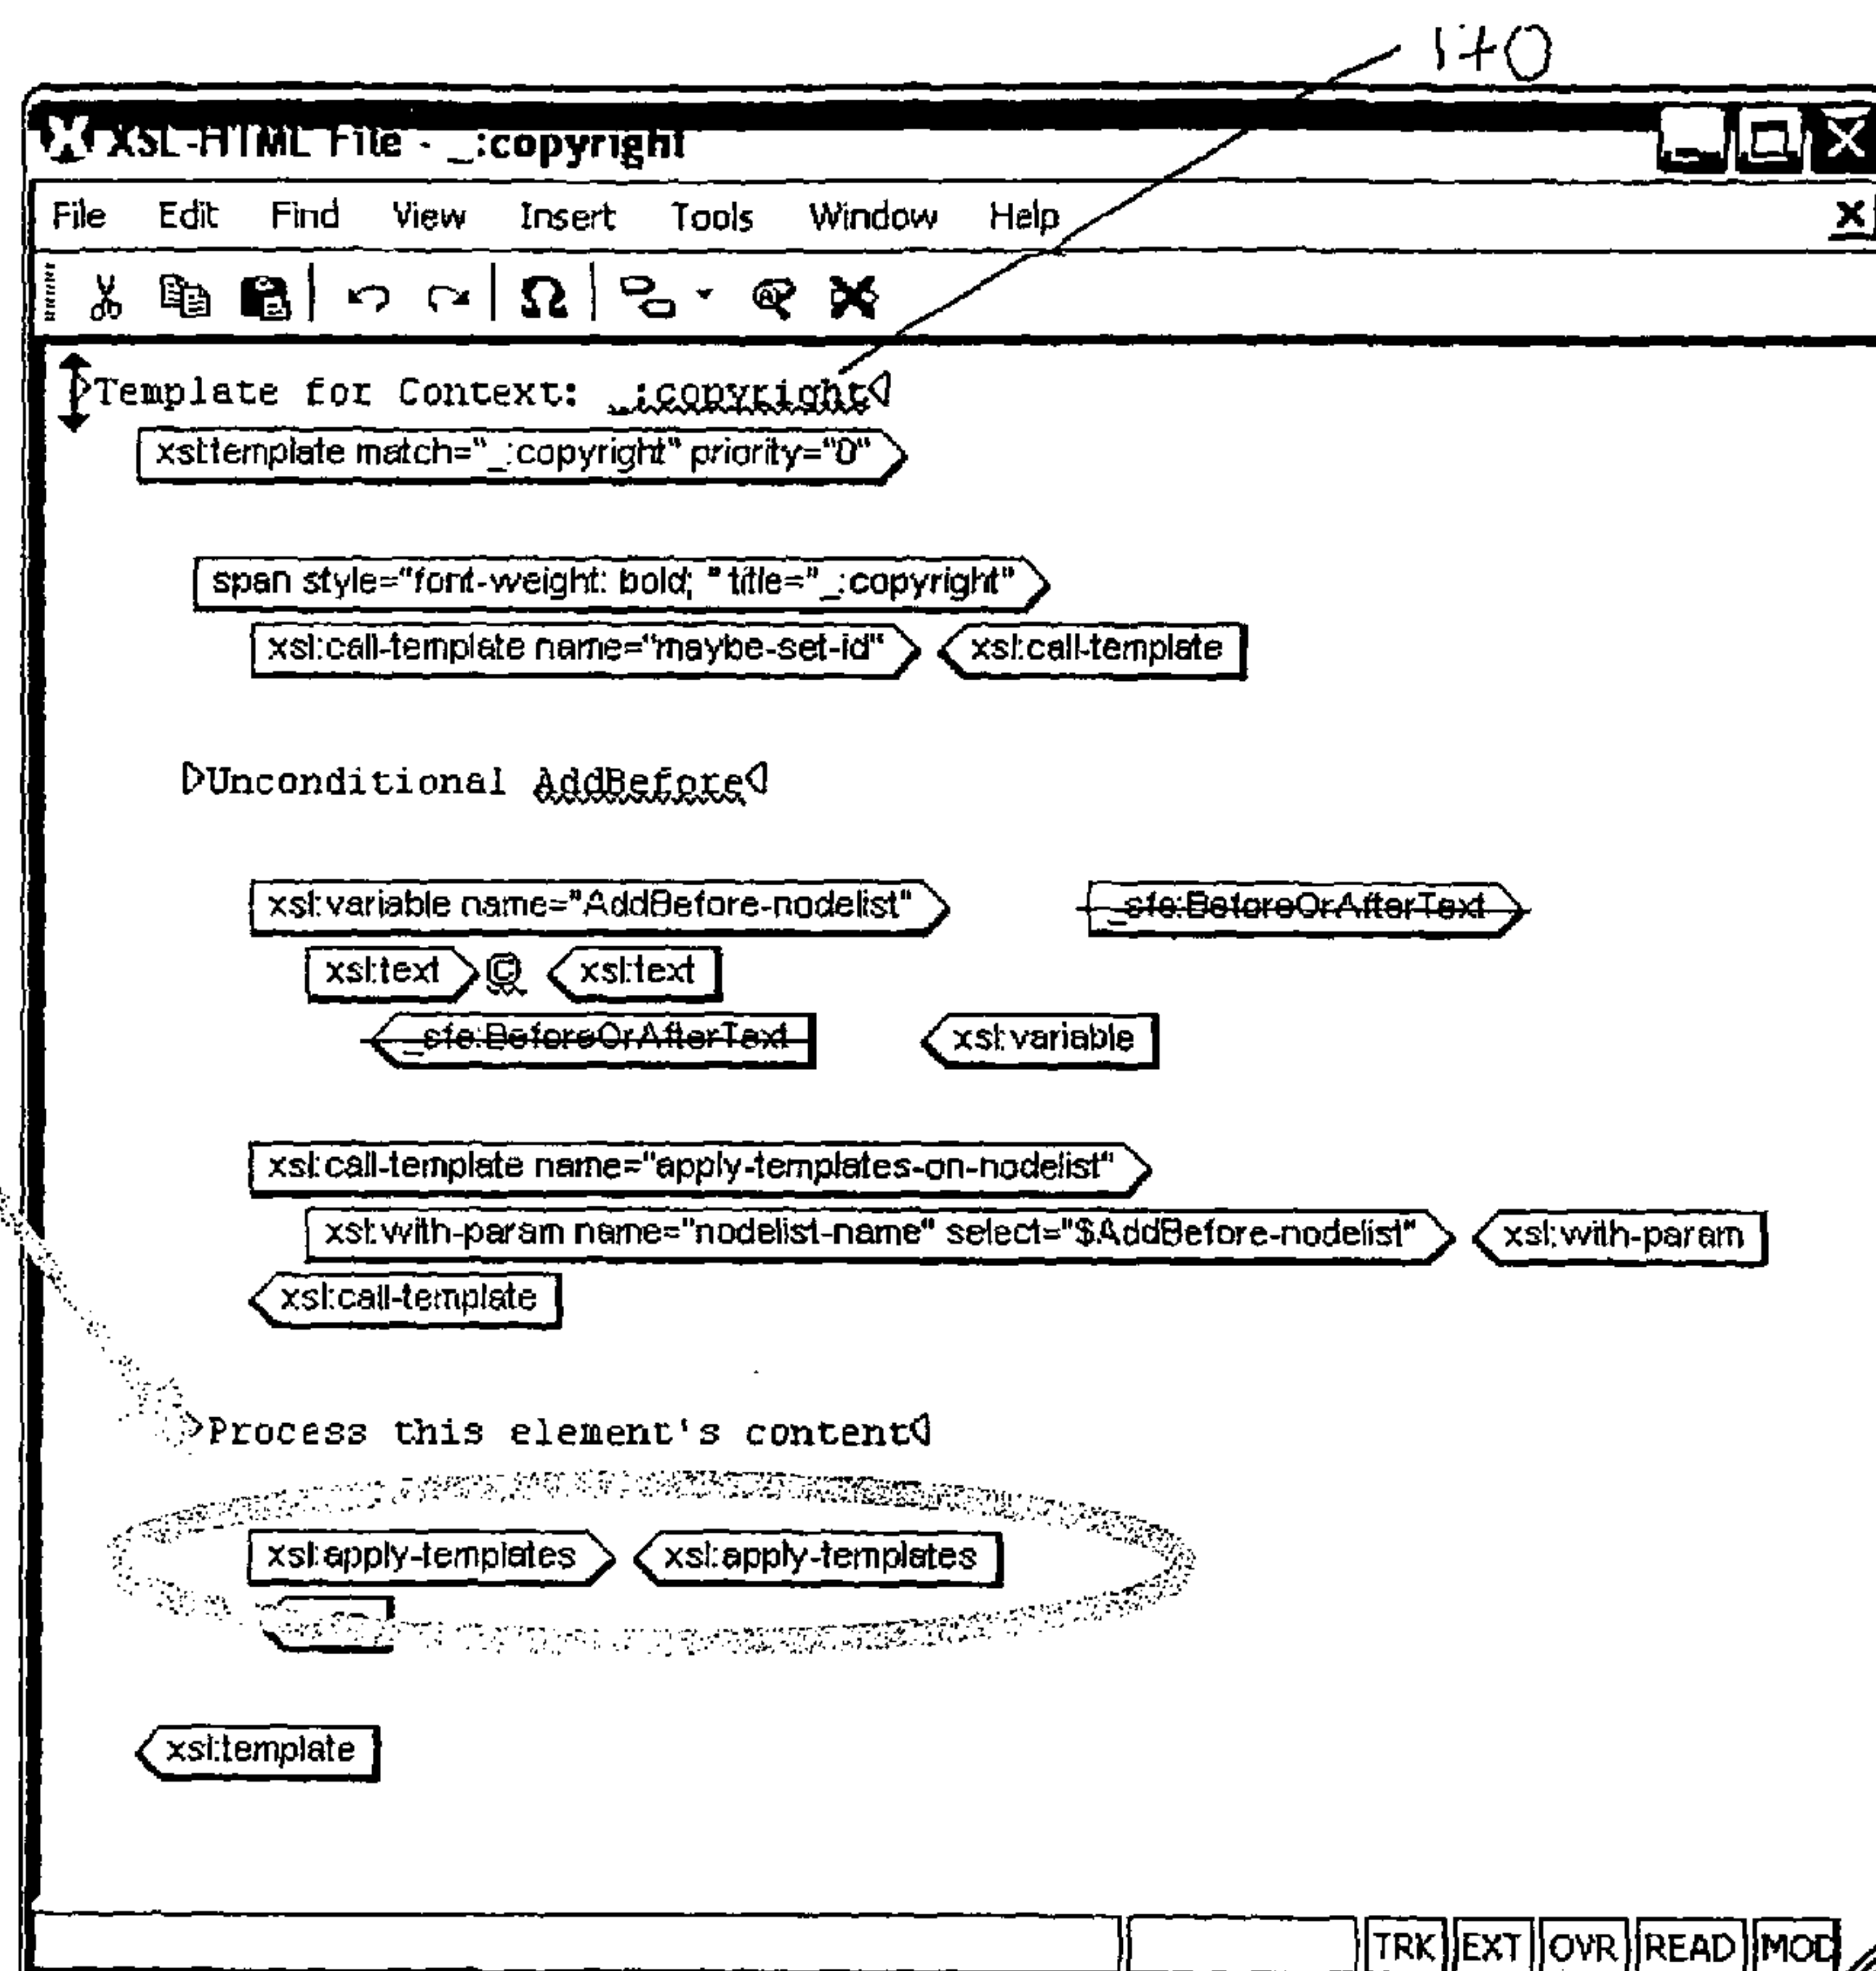 170
XSL-HTML File - _:copyright
File Edit Find View Insert Tools Window Help
Template for Context: _:copyright
xsl:template match="_:copyright" priority="0"
span style="font-weight: bold; " title="_:copyright"
xsl:call-template name="maybe-set-id" xsl:call-template
Unconditional AddBefore
xsl:variable name="AddBefore-nodelist" _sfe:BeforeOrAfterText
xsl:text © xsl:text
_sfe:BeforeOrAfterText xsl:variable
xsl:call-template name="apply-templates-on-nodelist"
xsl:with-param name="nodelist-name" select="$AddBefore-nodelist" xsl:with-param
xsl:call-template
Process this element's content
xsl:apply-templates xsl:apply-templates
xsl:template
TRK EXT OVR READ MOD